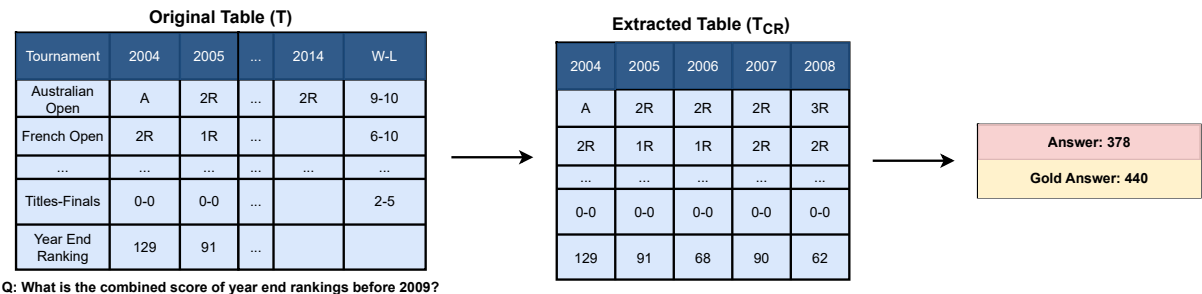 Original Table (T)
Tournament 2004 2005 ... 2014 W-L
Australian Open A 2R ... 2R 9-10
French Open 2R 1R ... 6-10
... ... ... ... ... ...
Titles-Finals 0-0 0-0 ... 2-5
Year End Ranking 129 91 ...
Q: What is the combined score of year end rankings before 2009?
Extracted Table (TCR)
2004 2005 2006 2007 2008
A 2R 2R 2R 3R
2R 1R 1R 2R 2R
... ... ... ... ...
0-0 0-0 0-0 0-0 0-0
129 91 68 90 62
Answer: 378
Gold Answer: 440